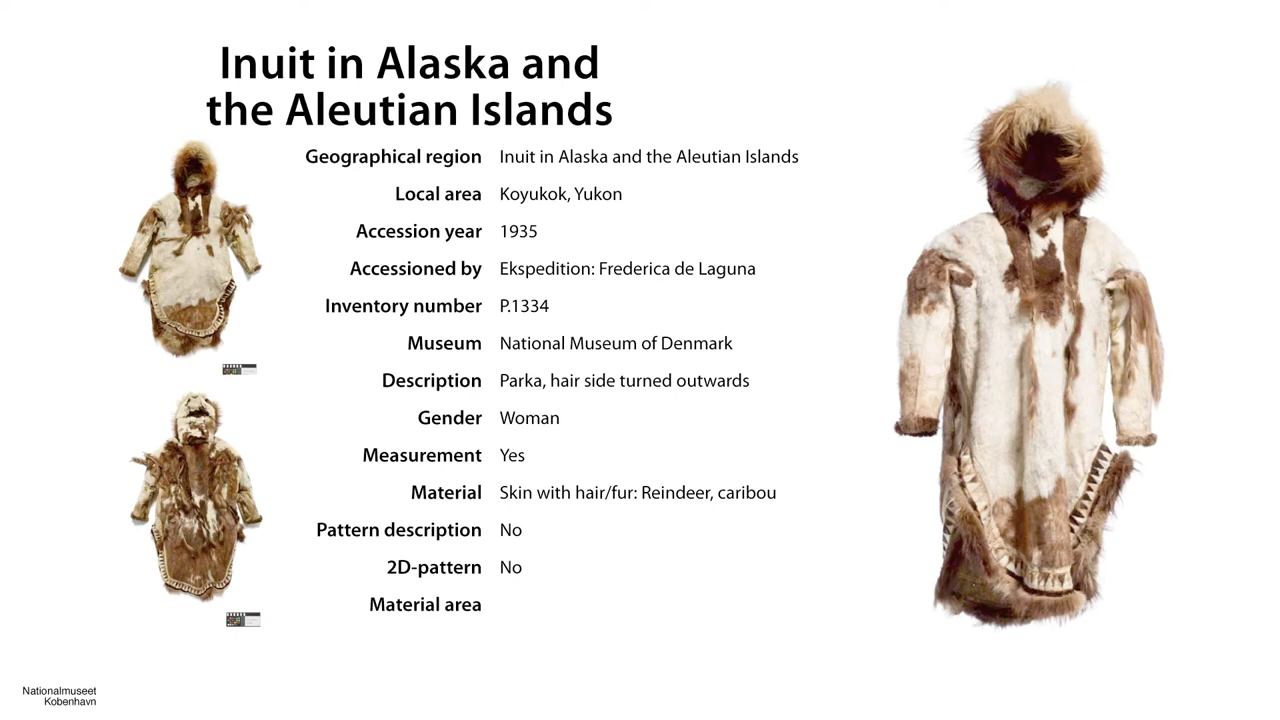 Inuit in Alaska and
the Aleutian Islands
Geographical region Inuit in Alaska and the Aleutian Islands
Local area Koyukok, Yukon
Accession year 1935
Accessioned by Ekspedition: Frederica de Laguna
Inventory number P.1334
Museum National Museum of Denmark
Description Parka, hair side turned outwards
Gender Woman
Measurement Yes
Material Skin with hair/fur: Reindeer, caribou
Pattern description No
2D-pattern No
Material area
Nationalmuseet
Kobenhavn